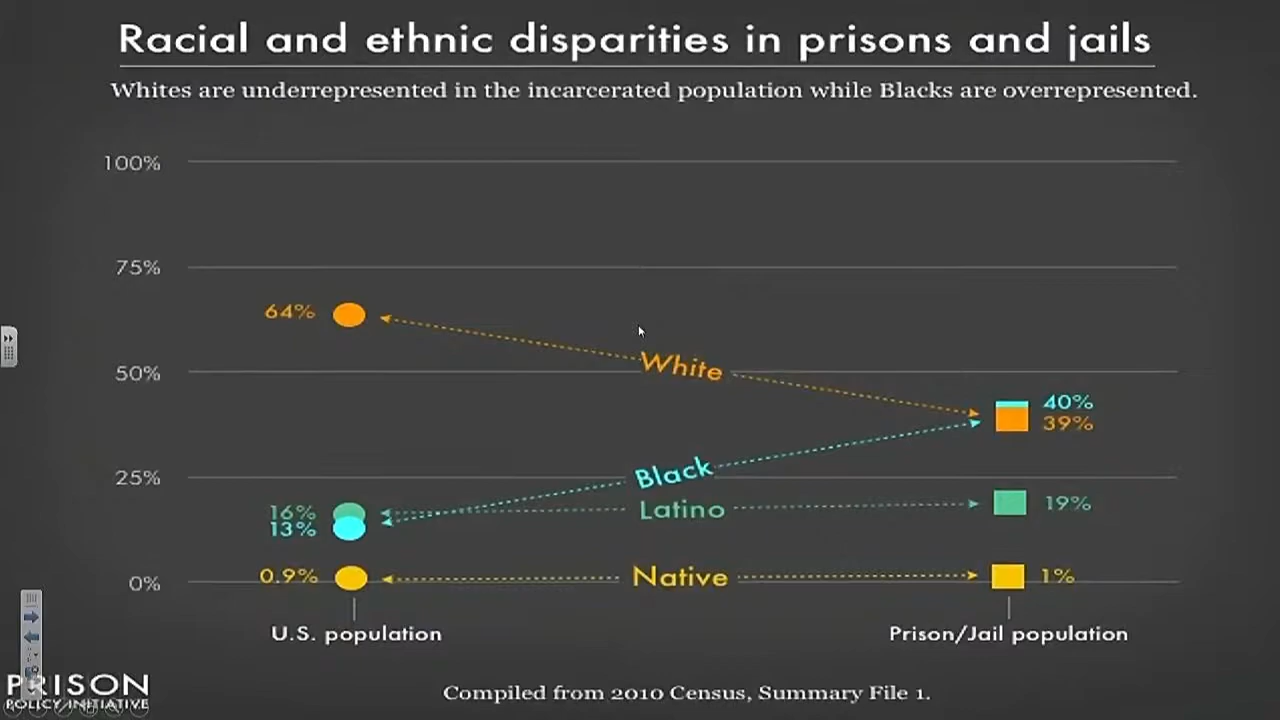 Racial and ethnic disparities in prisons and jails
Whites are underrepresented in the incarcerated population while Blacks are overrepresented.
100%
75%
64%
White
50%
40%
39%
Black
25%
16%
Latino
19%
13%
0.9%
Native
1%
0%
U.S. population
Prison/Jail population
PRISON
POLICY INITIATIVE
Compiled from 2010 Census, Summary File 1.